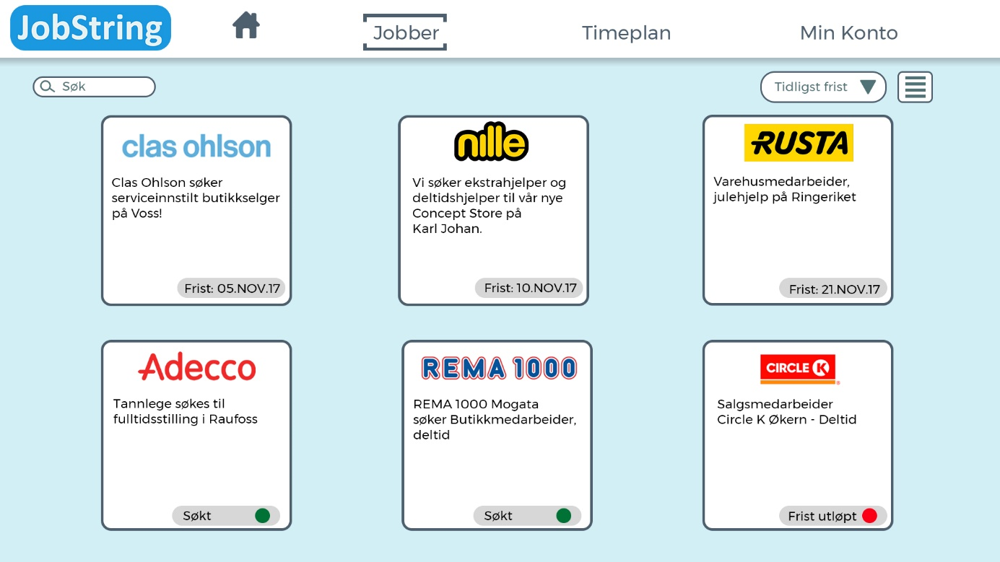 JobString
Jobber
Timeplan
Min Konto
Søk
Tidligst frist
clas ohlson
Clas Ohlson søker
serviceinnstilt butikkselger
på Voss!
Frist: 05.NOV.17
nille
Vi søker ekstrahjelper og
deltidshjelper til vår nye
Concept Store på
Karl Johan.
Frist: 10.NOV.17
RUSTA
Varehusmedarbeider,
julehjelp på Ringeriket
Frist: 21.NOV.17
Adecco
Tannlege søkes til
fulltidsstilling i Raufoss
Søkt
REMA 1000
REMA 1000 Mogata
søker Butikkmedarbeider,
deltid
Søkt
CIRCLE K
Salgsmedarbeider
Circle K Økern - Deltid
Frist utløpt